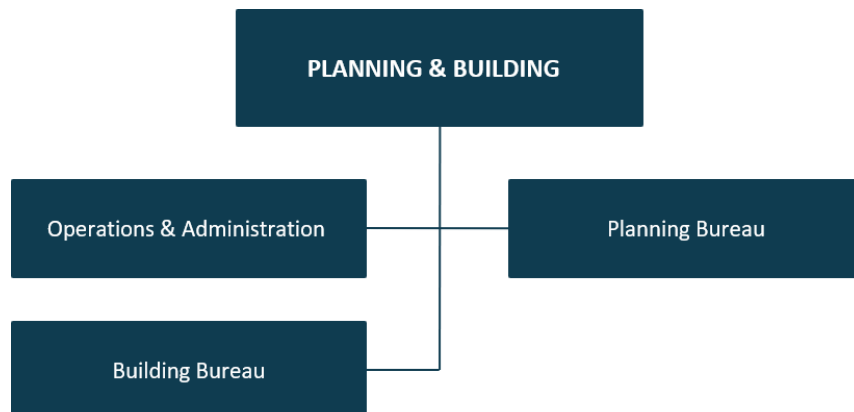 PLANNING & BUILDING
Operations & Administration
Planning Bureau
Building Bureau